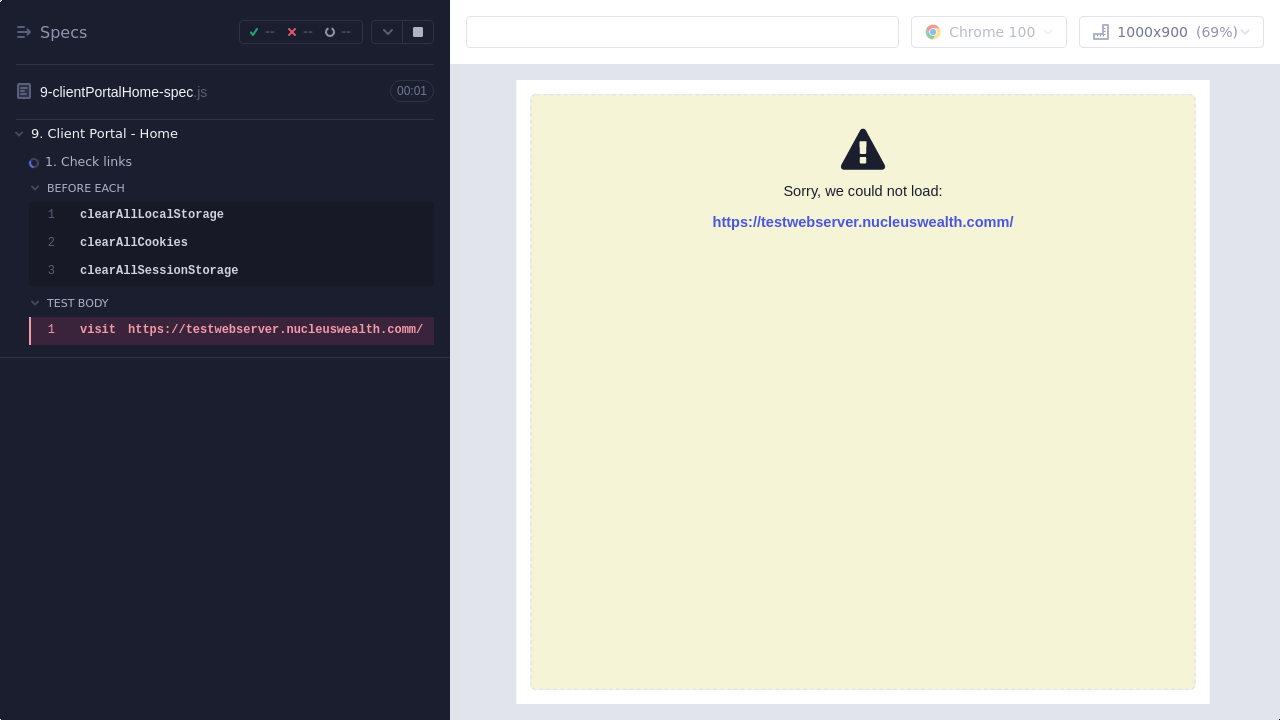 Specs
-- -- --
9-clientPortalHome-spec.js 00:01
9. Client Portal - Home
1. Check links
BEFORE EACH
1 clearAllLocalStorage
2 clearAllCookies
3 clearAllSessionStorage
TEST BODY
1 visit https://testwebserver.nucleuswealth.comm/
Chrome 100
1000x900 (69%)
Sorry, we could not load:
https://testwebserver.nucleuswealth.comm/